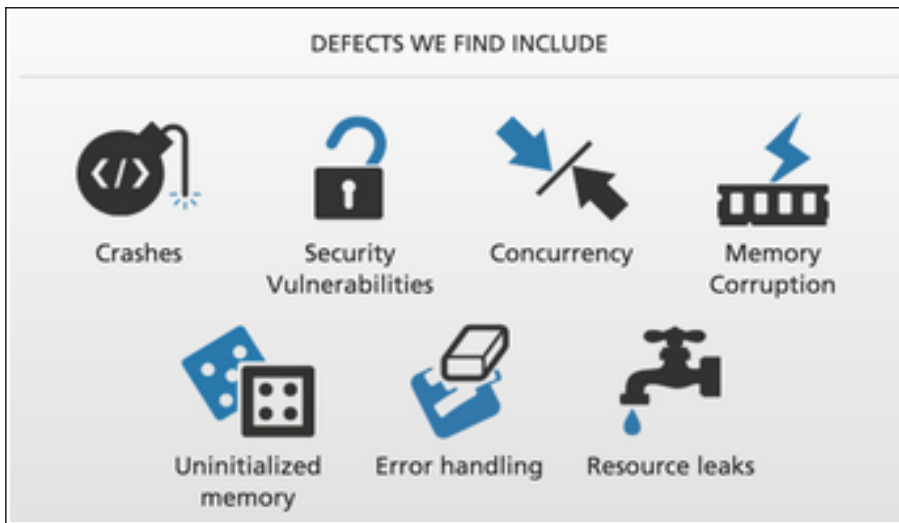 DEFECTS WE FIND INCLUDE
</>
Crashes
Security
Vulnerabilities
Concurrency
Memory
Corruption
Uninitialized
memory
Error handling
Resource leaks